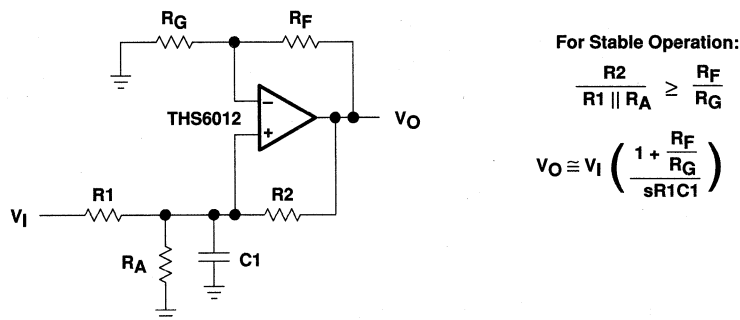 RG
RF
THS6012
−
+
VO
VI
R1
R2
RA
C1
For Stable Operation:
R2
R1 || RA
≥
RF
RG
VO ≅ VI ( 1 + RF
RG
sR1C1 )